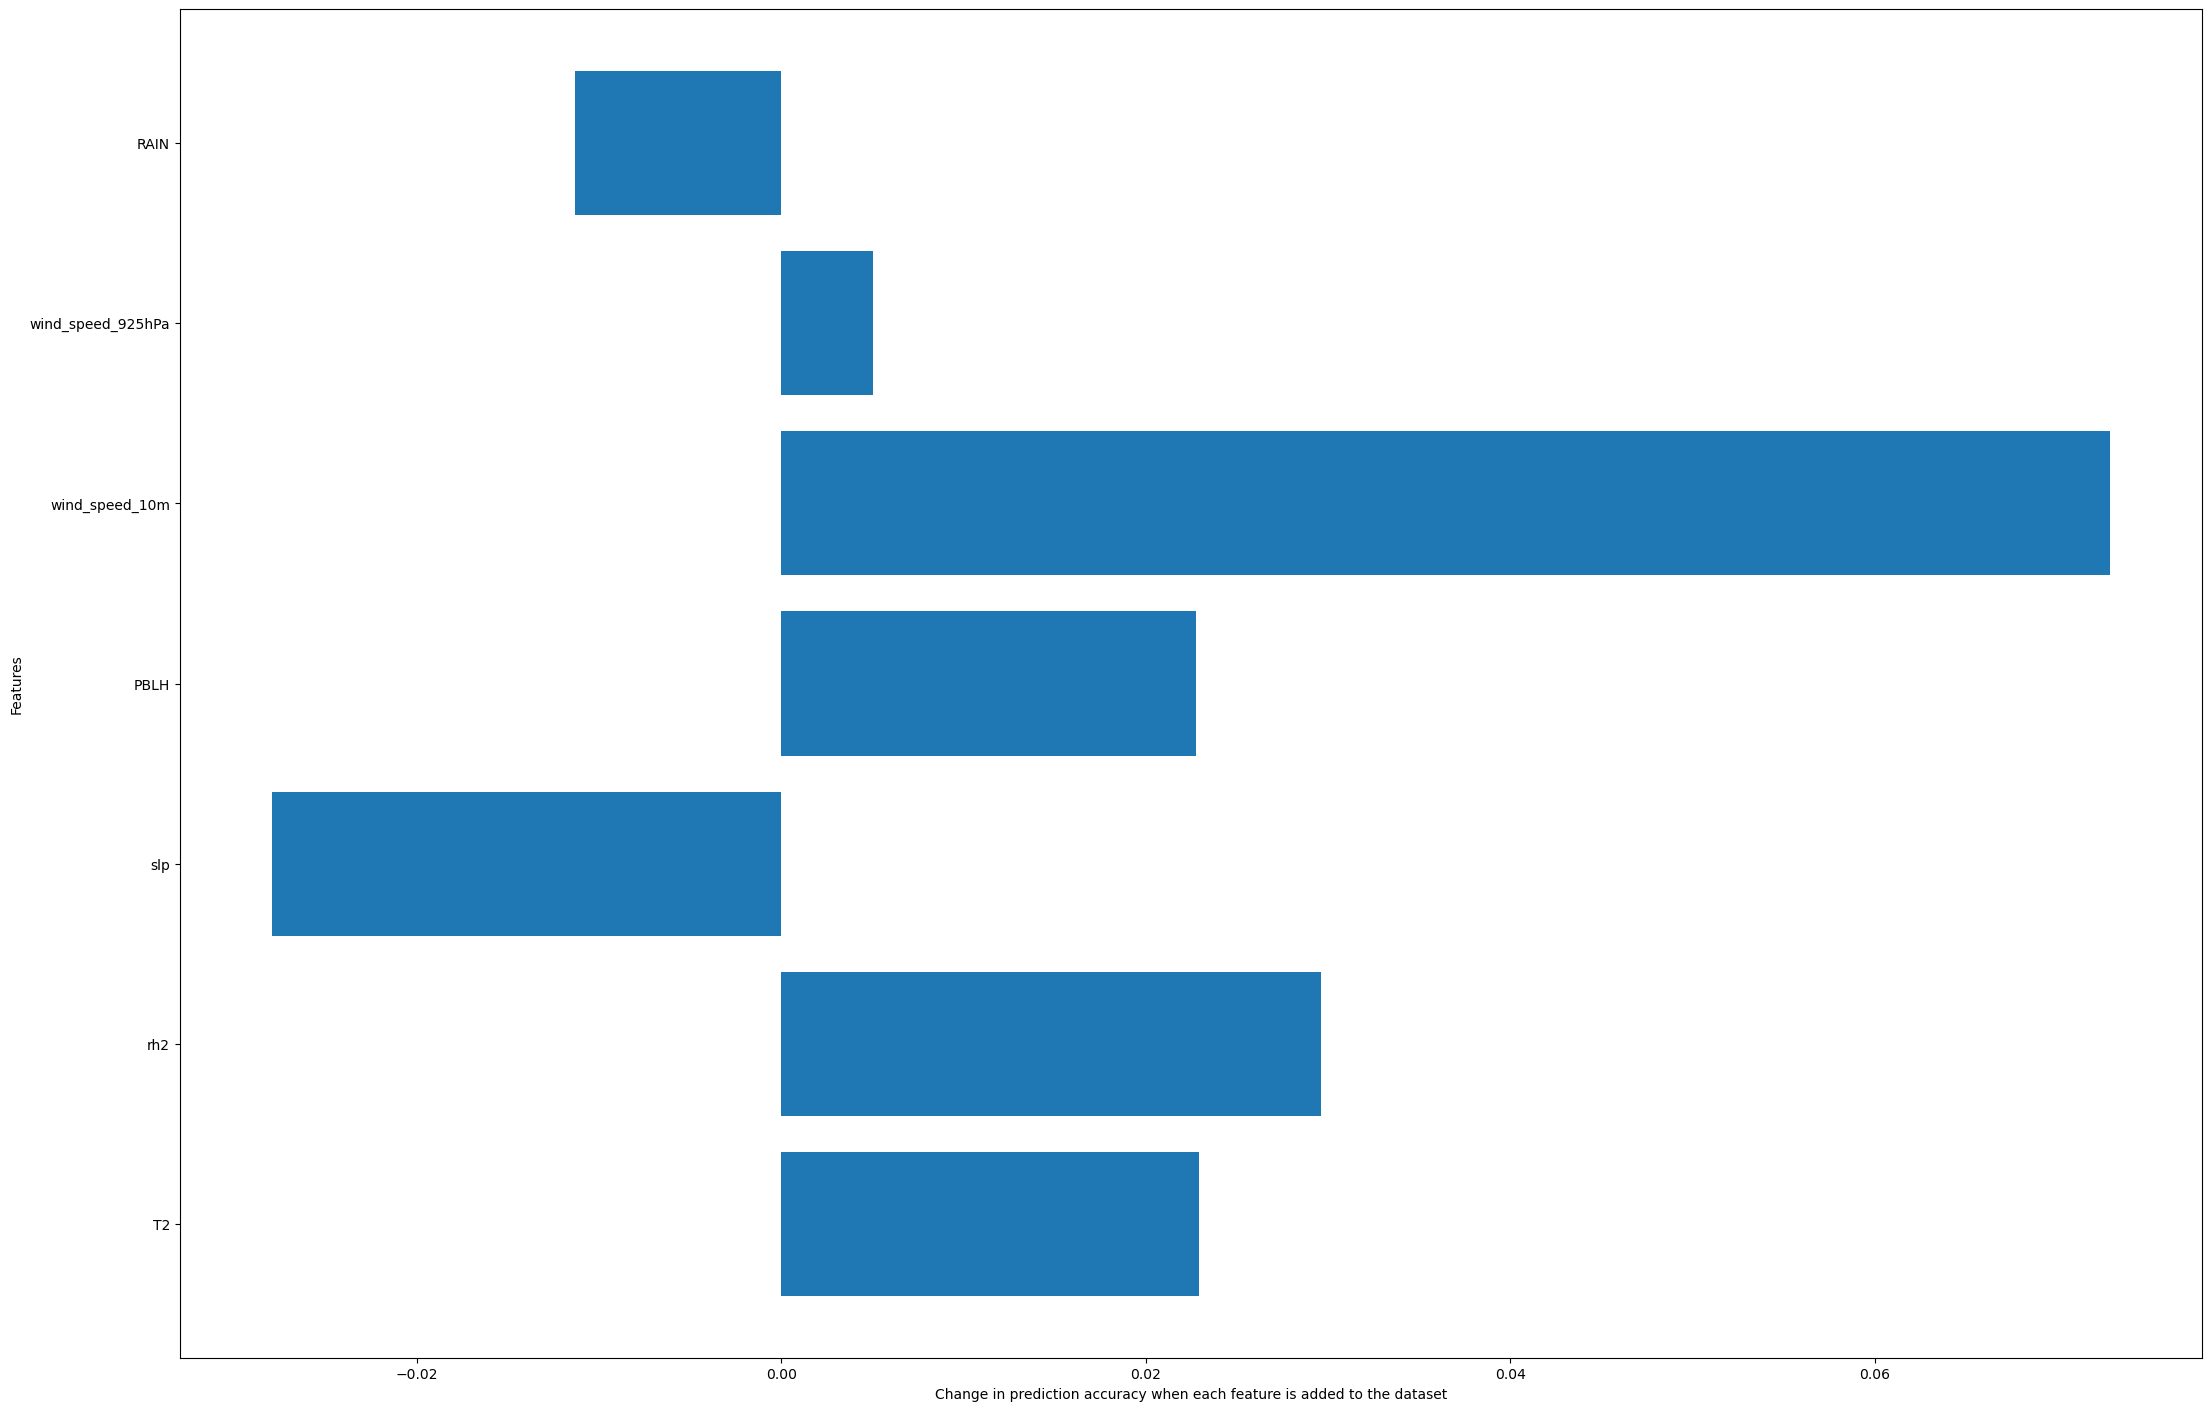 RAIN
wind_speed_925hPa
wind_speed_10m
PBLH
slp
rh2
T2
Features
−0.02 0.00 0.02 0.04 0.06
Change in prediction accuracy when each feature is added to the dataset